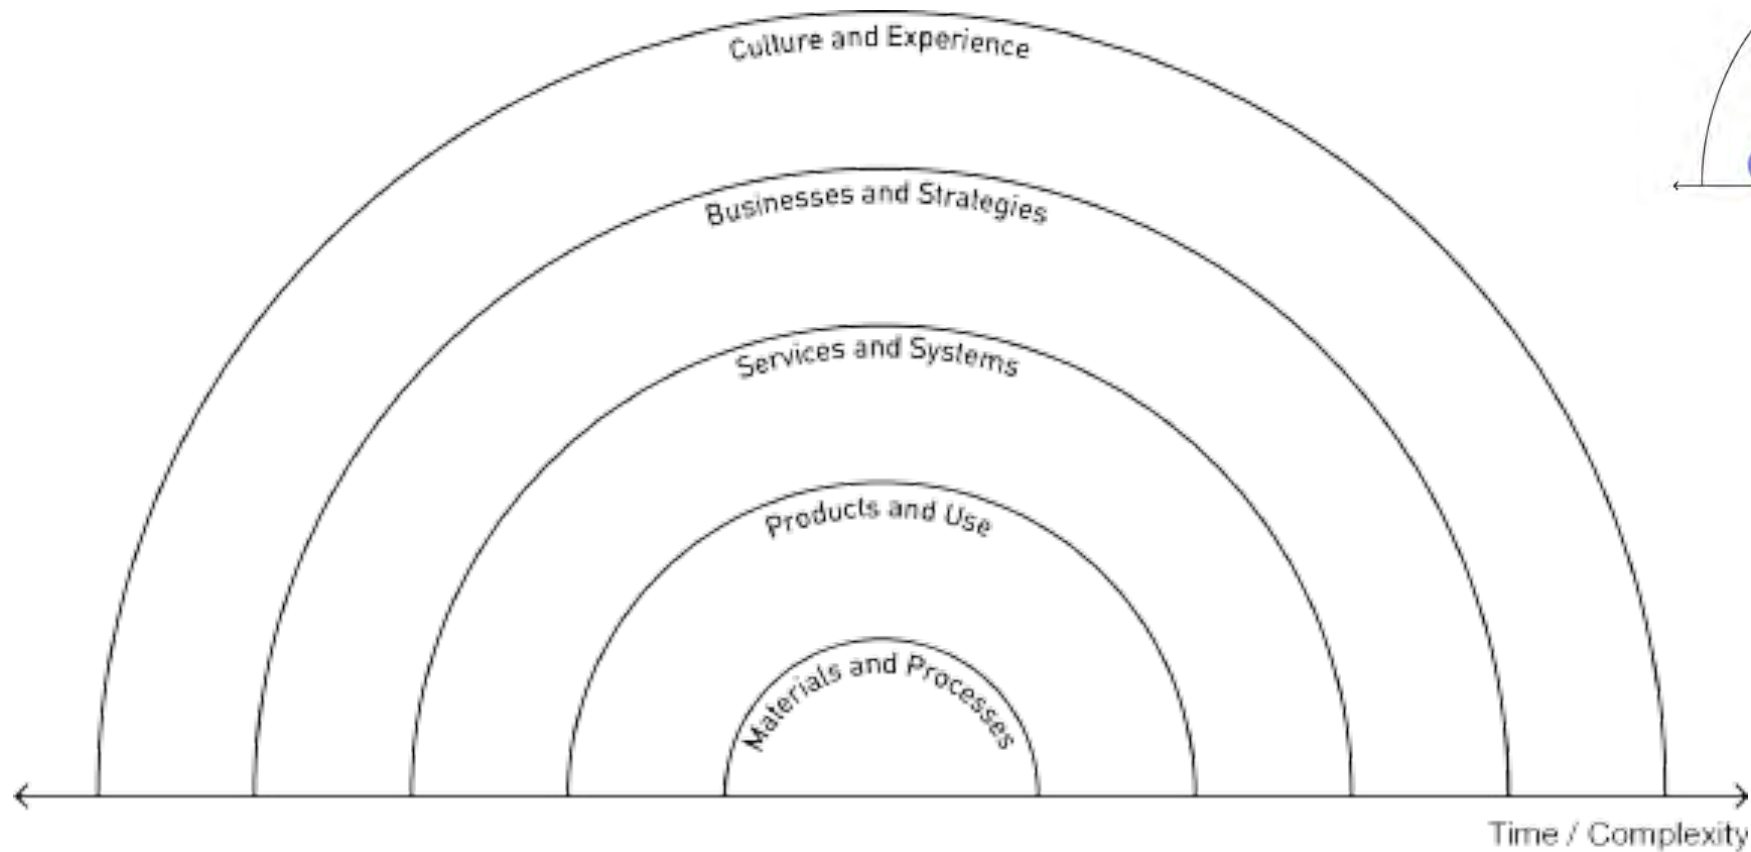 Culture and Experience
Businesses and Strategies
Services and Systems
Products and Use
Materials and Processes
Time / Complexity